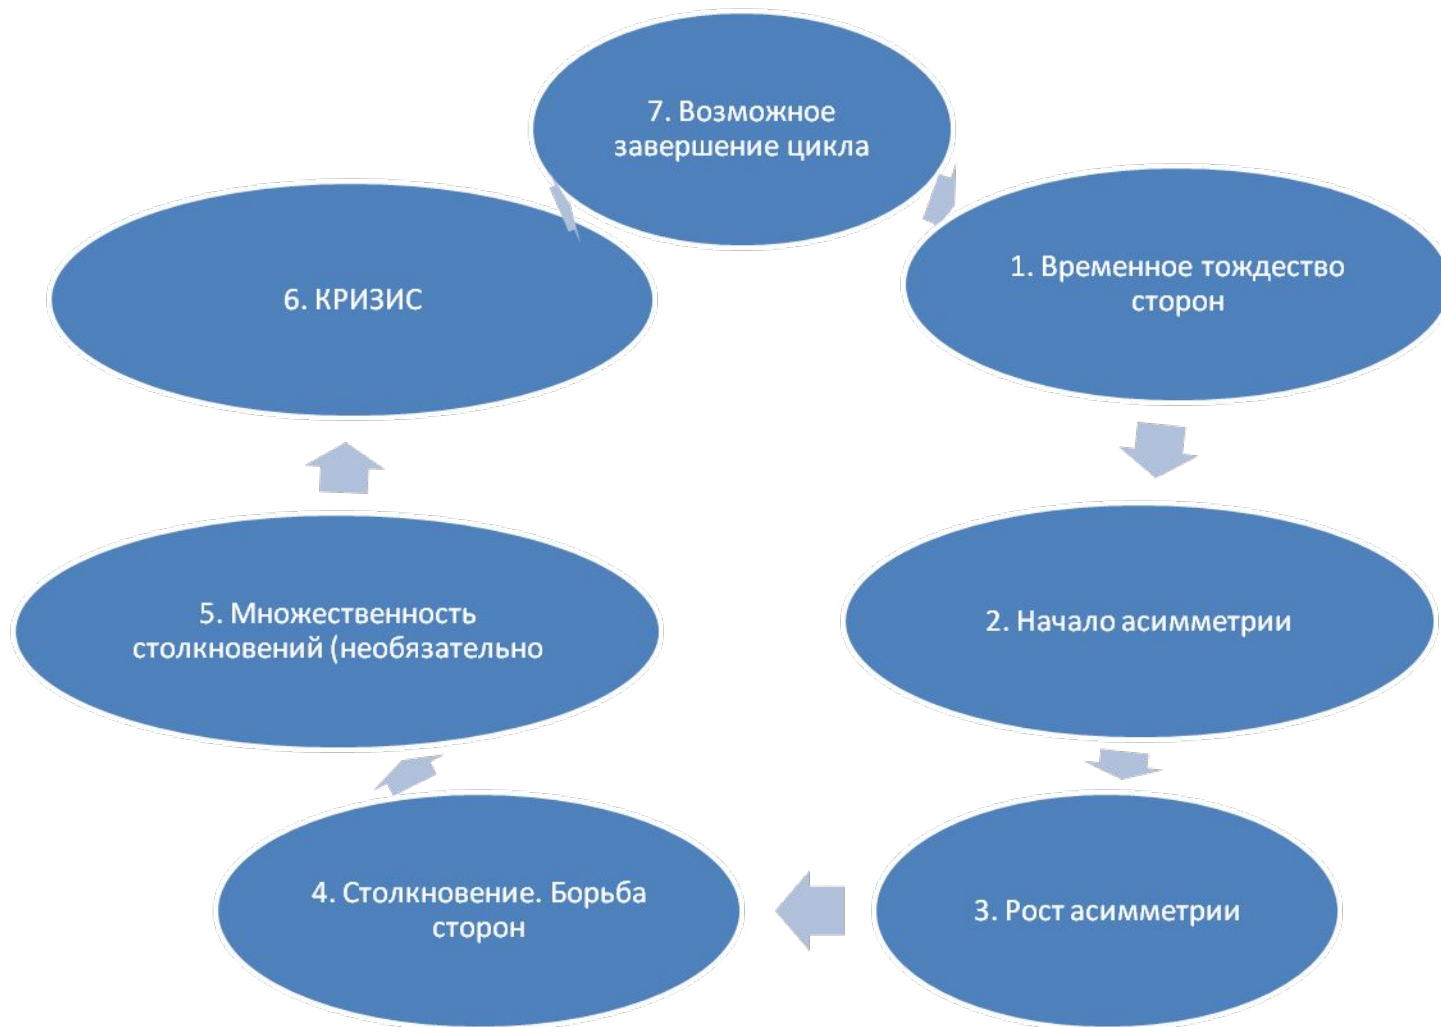 7. Возможное
завершение цикла
1. Временное тождество
сторон
2. Начало асимметрии
3. Рост асимметрии
4. Столкновение. Борьба
сторон
5. Множественность
столкновений (необязательно
6. КРИЗИС